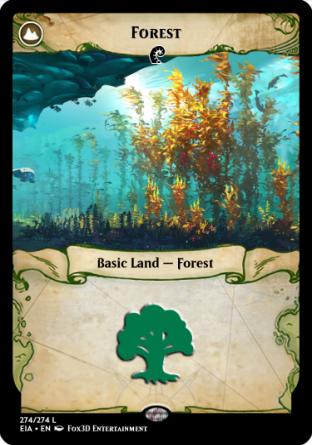 Forest
Basic Land — Forest
274/274 L
EIA • EN Fox3D Entertainment